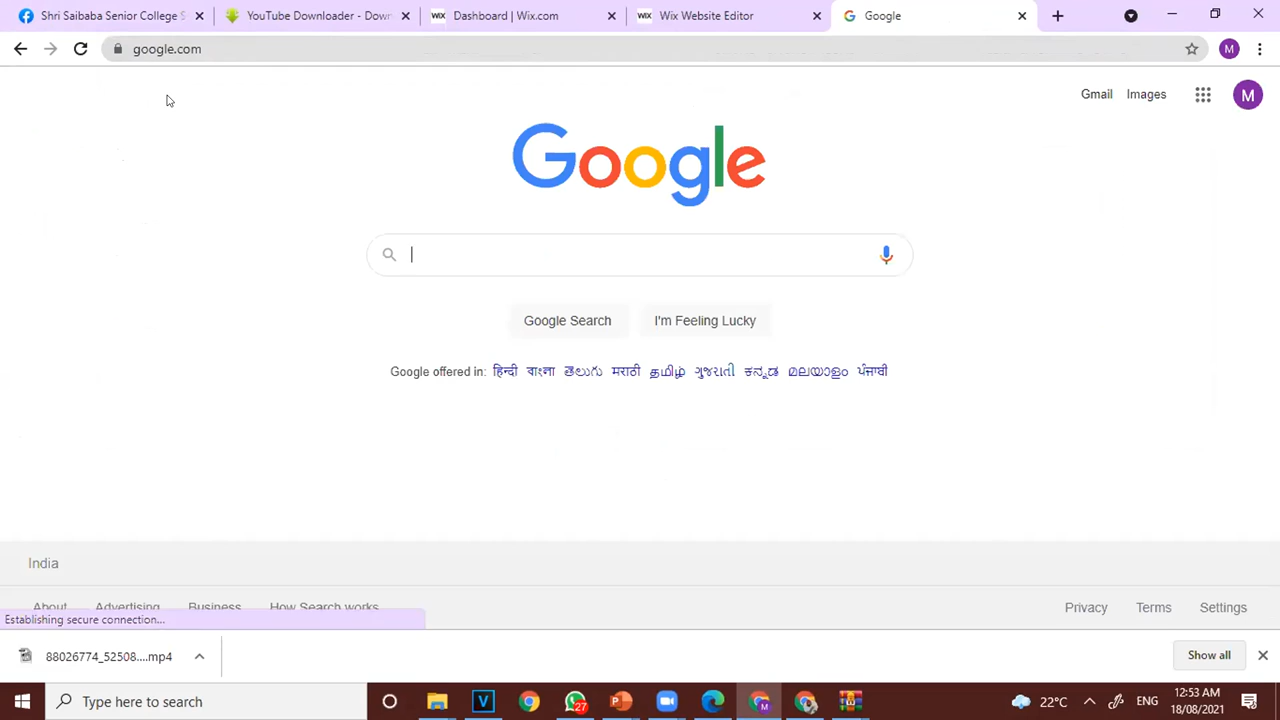 Shri Saibaba Senior College S
YouTube Downloader - Down
WIX Dashboard | Wix.com
WIX Wix Website Editor
Google
google.com
M
Gmail Images M
Google
Google Search I'm Feeling Lucky
Google offered in: हिन्दी বাংলা తెలుగు मराठी தமிழ் ગુજરાતી ಕನ್ನಡ മലയാളം ਪੰਜਾਬੀ
India
About Advertising Business How Search works Privacy Terms Settings
Establishing secure connection...
88026774_52508....mp4 Show all
Type here to search V 27 M 22°C ENG 12:53 AM
18/08/2021